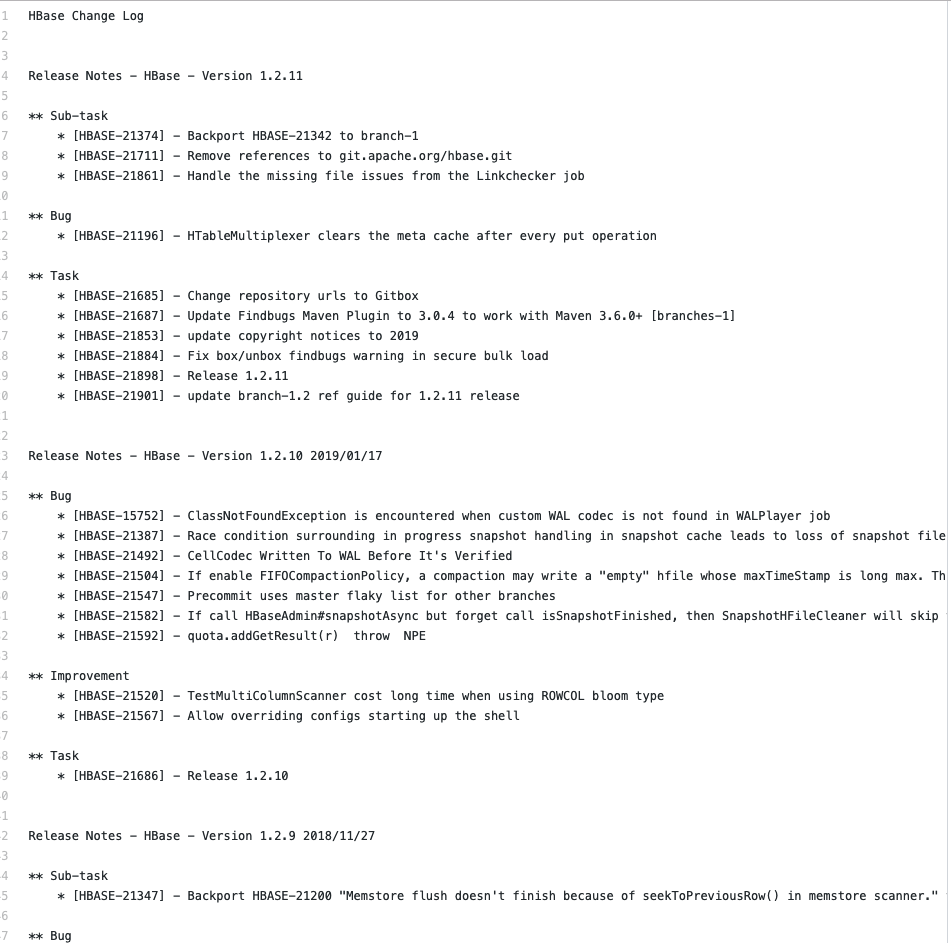 1 HBase Change Log
2
3
4 Release Notes - HBase - Version 1.2.11
5
6 ** Sub-task
7 * [HBASE-21374] - Backport HBASE-21342 to branch-1
8 * [HBASE-21711] - Remove references to git.apache.org/hbase.git
9 * [HBASE-21861] - Handle the missing file issues from the Linkchecker job
0
1 ** Bug
2 * [HBASE-21196] - HTableMultiplexer clears the meta cache after every put operation
3
4 ** Task
5 * [HBASE-21685] - Change repository urls to Gitbox
6 * [HBASE-21687] - Update Findbugs Maven Plugin to 3.0.4 to work with Maven 3.6.0+ [branches-1]
7 * [HBASE-21853] - update copyright notices to 2019
8 * [HBASE-21884] - Fix box/unbox findbugs warning in secure bulk load
9 * [HBASE-21898] - Release 1.2.11
0 * [HBASE-21901] - update branch-1.2 ref guide for 1.2.11 release
1
2
3 Release Notes - HBase - Version 1.2.10 2019/01/17
4
5 ** Bug
6 * [HBASE-15752] - ClassNotFoundException is encountered when custom WAL codec is not found in WALPlayer job
7 * [HBASE-21387] - Race condition surrounding in progress snapshot handling in snapshot cache leads to loss of snapshot file
8 * [HBASE-21492] - CellCodec Written To WAL Before It's Verified
9 * [HBASE-21504] - If enable FIFOCompactionPolicy, a compaction may write a "empty" hfile whose maxTimeStamp is long max. Th
0 * [HBASE-21547] - Precommit uses master flaky list for other branches
1 * [HBASE-21582] - If call HBaseAdmin#snapshotAsync but forget call isSnapshotFinished, then SnapshotHFileCleaner will skip
2 * [HBASE-21592] - quota.addGetResult(r)  throw  NPE
3
4 ** Improvement
5 * [HBASE-21520] - TestMultiColumnScanner cost long time when using ROWCOL bloom type
6 * [HBASE-21567] - Allow overriding configs starting up the shell
7
8 ** Task
9 * [HBASE-21686] - Release 1.2.10
0
1
2 Release Notes - HBase - Version 1.2.9 2018/11/27
3
4 ** Sub-task
5 * [HBASE-21347] - Backport HBASE-21200 "Memstore flush doesn't finish because of seekToPreviousRow() in memstore scanner."
6
7 ** Bug